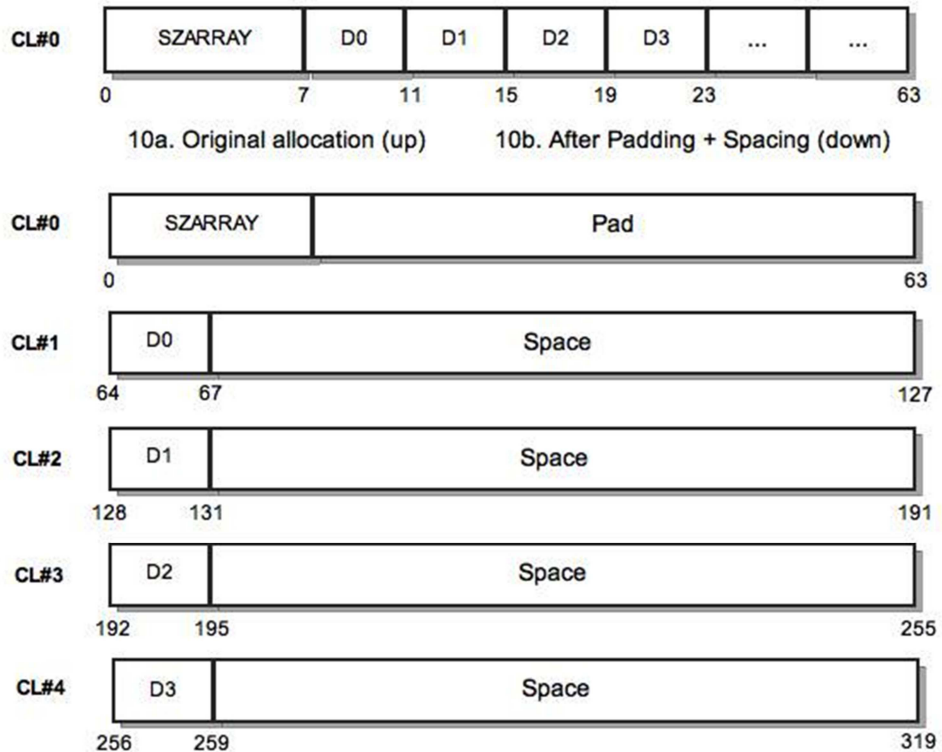 CL#0 SZARRAY D0 D1 D2 D3 ... ...
0 7 11 15 19 23 63
10a. Original allocation (up) 10b. After Padding + Spacing (down)
CL#0 SZARRAY Pad
0 63
CL#1 D0 Space
64 67 127
CL#2 D1 Space
128 131 191
CL#3 D2 Space
192 195 255
CL#4 D3 Space
256 259 319